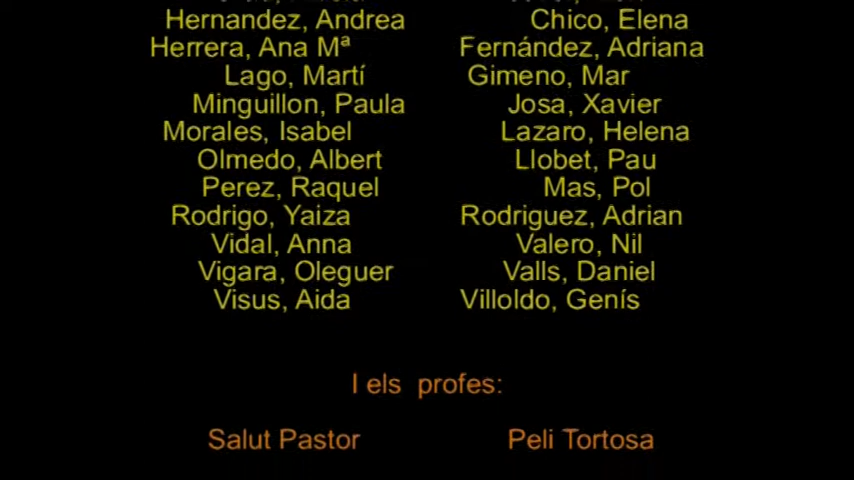 Hernandez, Andrea Chico, Elena
Herrera, Ana Mª Fernández, Adriana
Lago, Martí Gimeno, Mar
Minguillon, Paula Josa, Xavier
Morales, Isabel Lazaro, Helena
Olmedo, Albert Llobet, Pau
Perez, Raquel Mas, Pol
Rodrigo, Yaiza Rodriguez, Adrian
Vidal, Anna Valero, Nil
Vigara, Oleguer Valls, Daniel
Visus, Aida Villoldo, Genís
I els profes:
Salut Pastor Peli Tortosa